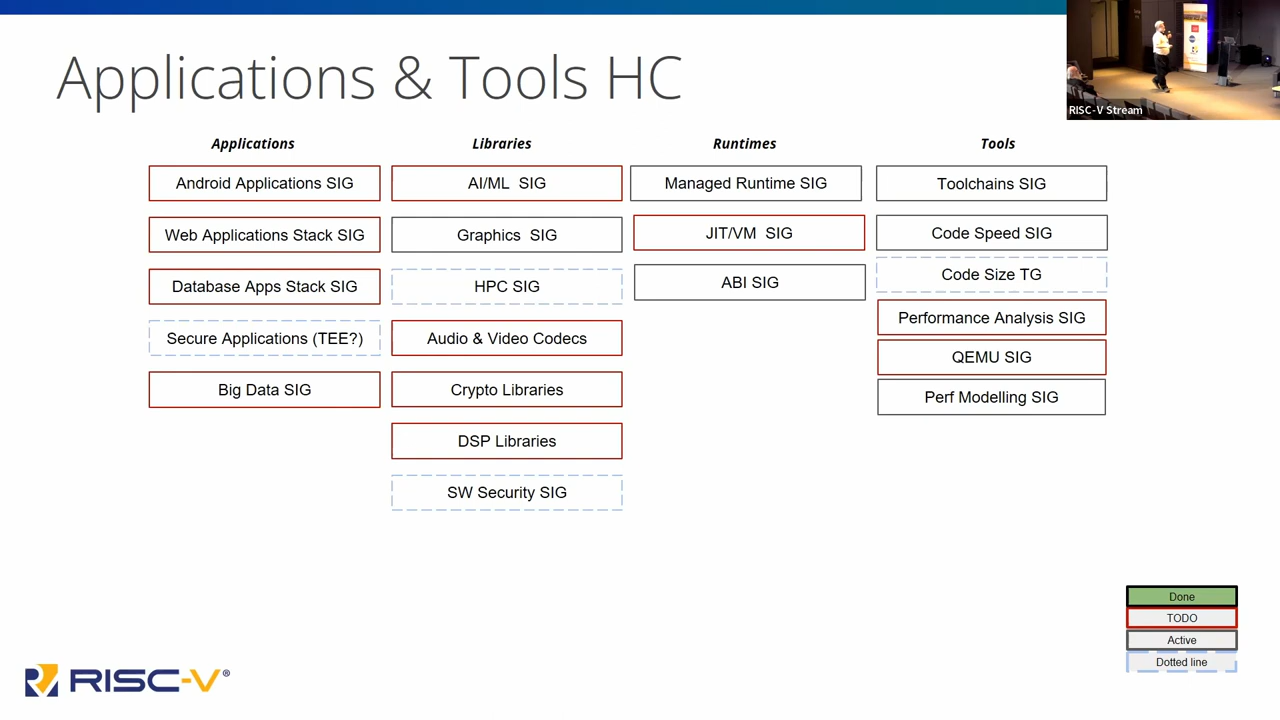 Applications & Tools HC
RISC-V Stream
Applications
Libraries
Runtimes
Tools
Android Applications SIG
AI/ML SIG
Managed Runtime SIG
Toolchains SIG
Web Applications Stack SIG
Graphics SIG
JIT/VM SIG
Code Speed SIG
Database Apps Stack SIG
HPC SIG
ABI SIG
Code Size TG
Secure Applications (TEE?)
Audio & Video Codecs
Performance Analysis SIG
QEMU SIG
Big Data SIG
Crypto Libraries
Perf Modelling SIG
DSP Libraries
SW Security SIG
Done
TODO
Active
Dotted line
RISC-V®